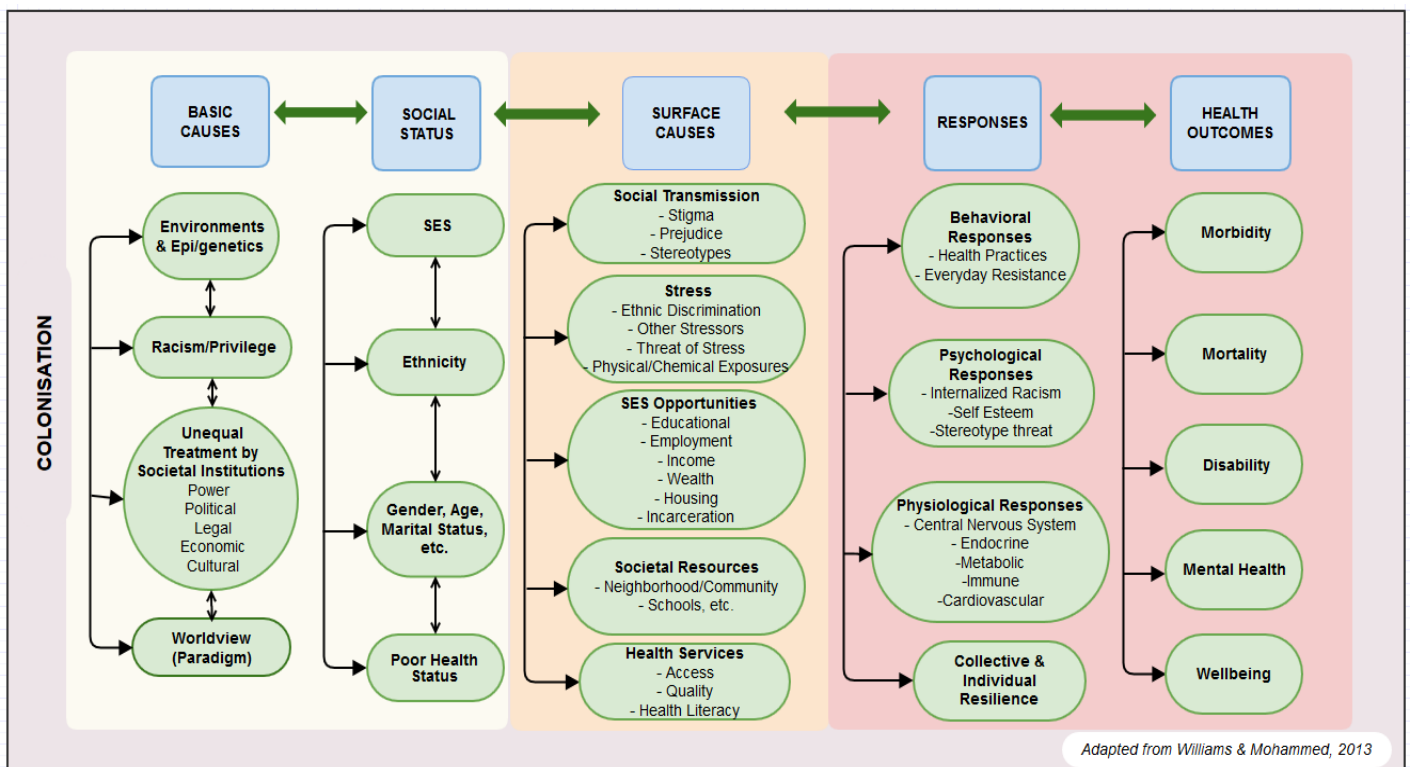 COLONISATION
BASIC
CAUSES
Environments
& Epi/genetics
Racism/Privilege
Unequal
Treatment by
Societal Institutions
Power
Political
Legal
Economic
Cultural
Worldview
(Paradigm)
SOCIAL
STATUS
SES
Ethnicity
Gender, Age,
Marital Status,
etc.
Poor Health
Status
SURFACE
CAUSES
Social Transmission
- Stigma
- Prejudice
- Stereotypes
Stress
- Ethnic Discrimination
- Other Stressors
- Threat of Stress
- Physical/Chemical Exposures
SES Opportunities
- Educational
- Employment
- Income
- Wealth
- Housing
- Incarceration
Societal Resources
- Neighborhood/Community
- Schools, etc.
Health Services
- Access
- Quality
- Health Literacy
RESPONSES
Behavioral
Responses
- Health Practices
- Everyday Resistance
Psychological
Responses
- Internalized Racism
-Self Esteem
-Stereotype threat
Physiological Responses
- Central Nervous System
- Endocrine
-Metabolic
-Immune
-Cardiovascular
Collective &
Individual
Resilience
HEALTH
OUTCOMES
Morbidity
Mortality
Disability
Mental Health
Wellbeing
Adapted from Williams & Mohammed, 2013